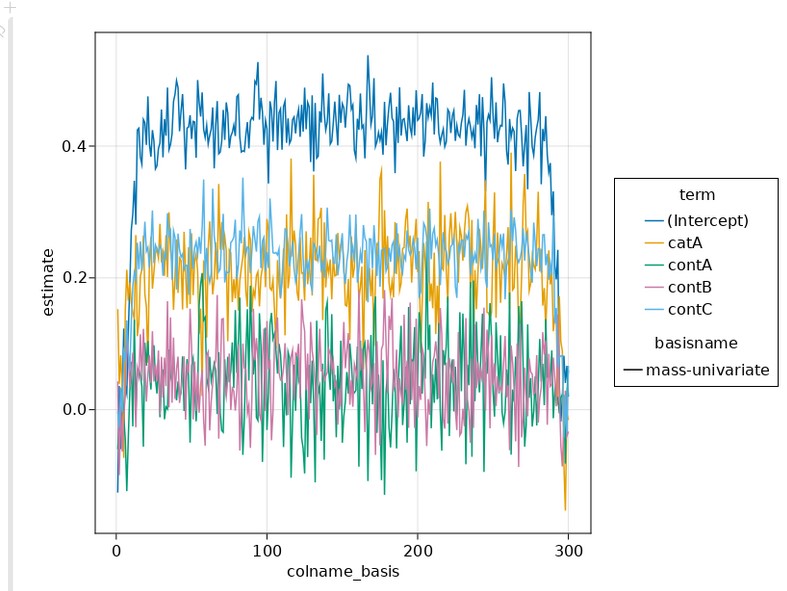 0.4
0.2
0.0
estimate
0
100
200
300
colname_basis
term
(Intercept)
catA
contA
contB
contC
basisname
mass-univariate